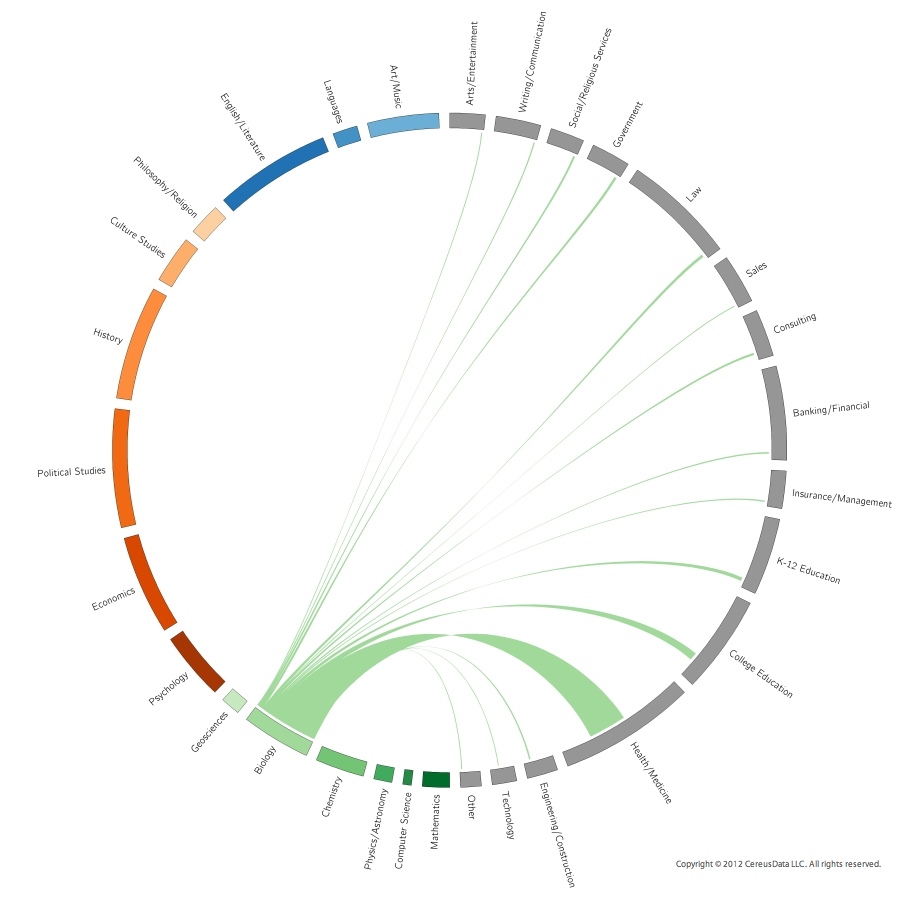 Arts/Entertainment
Writing/Communication
Social/Religious Services
Government
Law
Sales
Consulting
Banking/Financial
Insurance/Management
K-12 Education
College Education
Health/Medicine
Engineering/Construction
Technology
Other
Mathematics
Computer Science
Physics/Astronomy
Chemistry
Biology
Geosciences
Psychology
Economics
Political Studies
History
Culture Studies
Philosophy/Religion
English/Literature
Languages
Art/Music
Copyright © 2012 CereusData LLC. All rights reserved.